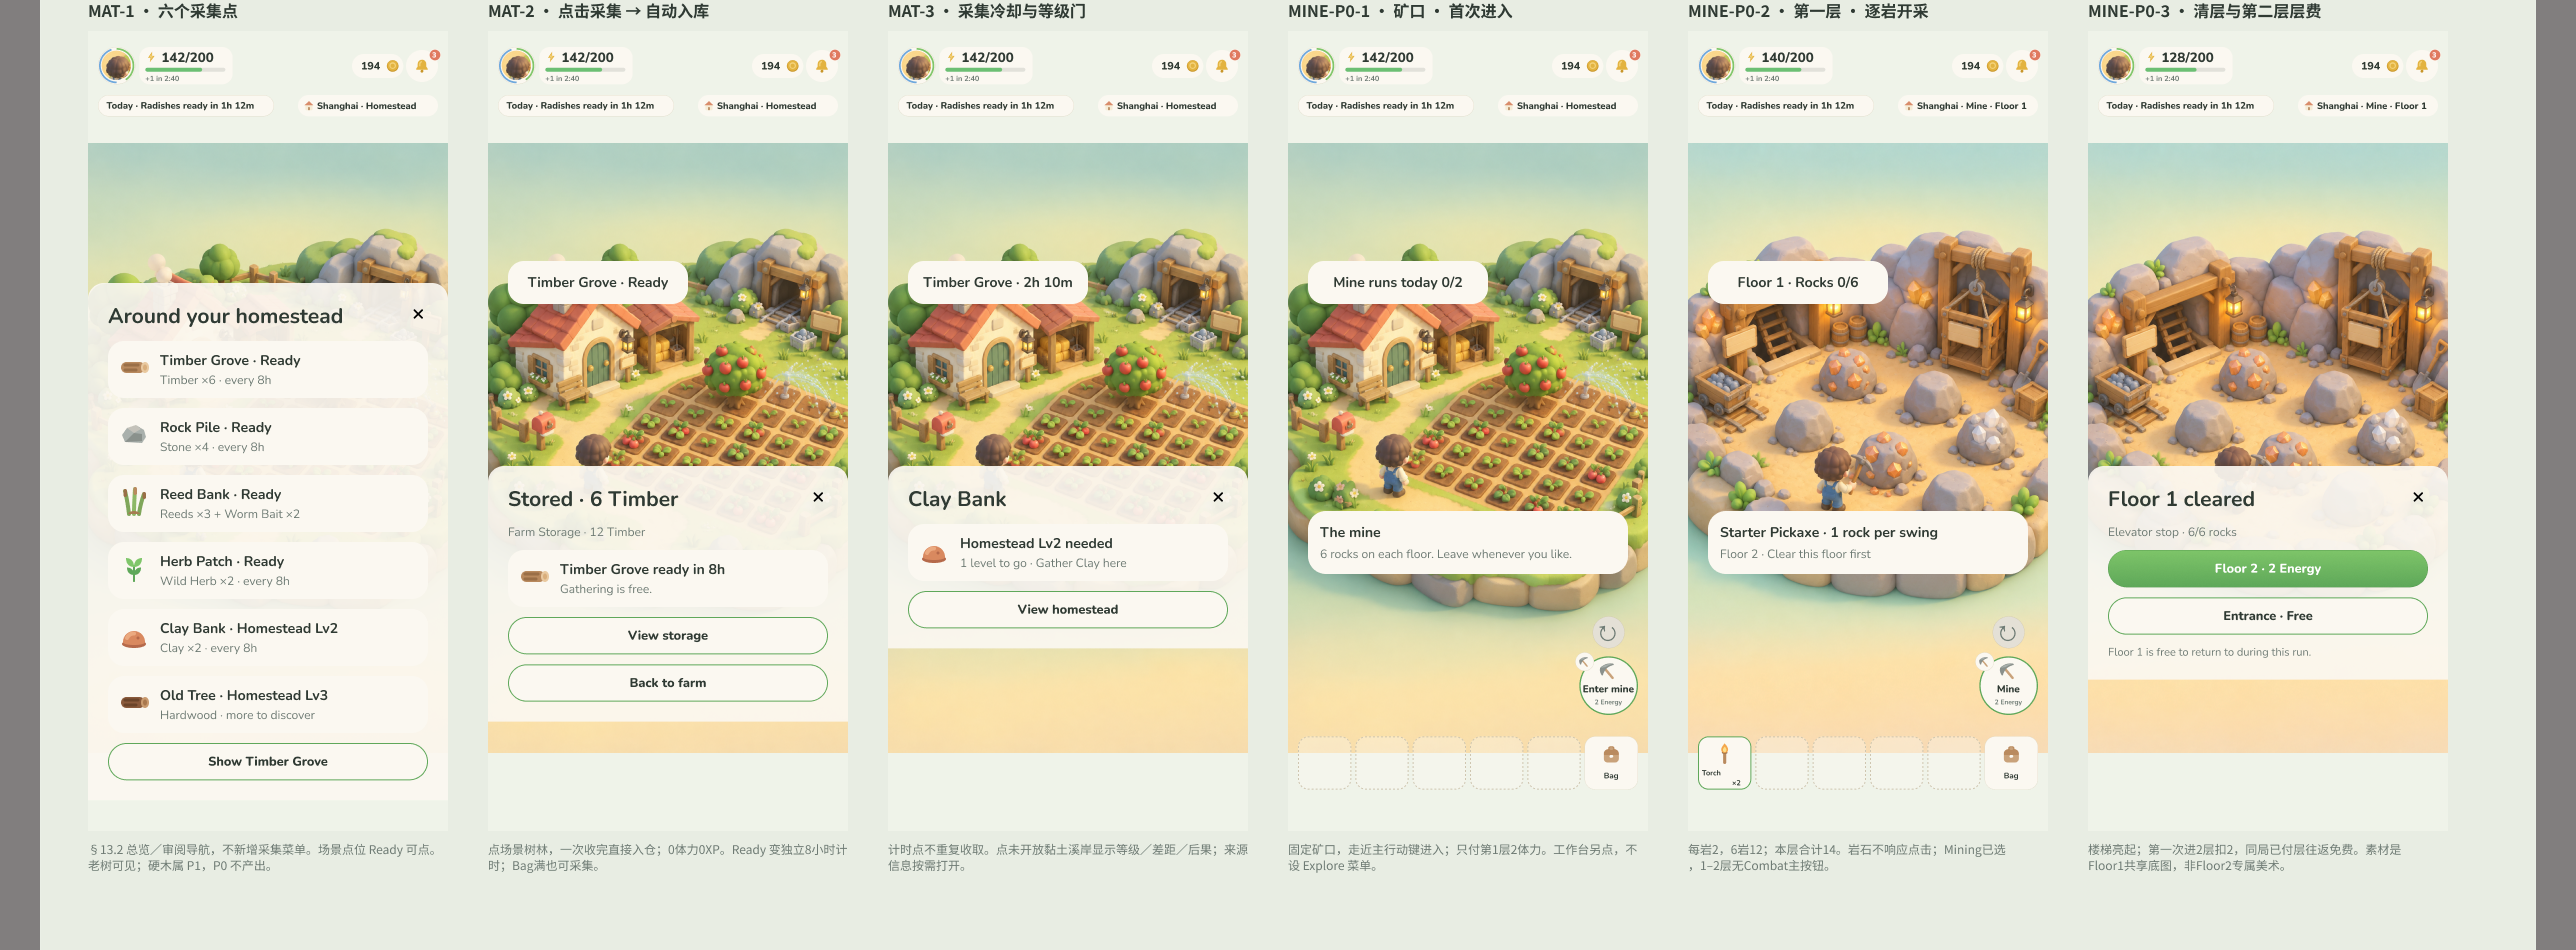 MAT-1 · 六个采集点
142/200
+1 in 2:40
194
3
Today · Radishes ready in 1h 12m
Shanghai · Homestead
Around your homestead
Timber Grove · Ready
Timber ×6 · every 8h
Rock Pile · Ready
Stone ×4 · every 8h
Reed Bank · Ready
Reeds ×3 + Worm Bait ×2
Herb Patch · Ready
Wild Herb ×2 · every 8h
Clay Bank · Homestead Lv2
Clay ×2 · every 8h
Old Tree · Homestead Lv3
Hardwood · more to discover
Show Timber Grove
§13.2 总览／审阅导航，不新增采集菜单。场景点位 Ready 可点。
老树可见；硬木属 P1，P0 不产出。
MAT-2 · 点击采集 → 自动入库
142/200
+1 in 2:40
194
3
Today · Radishes ready in 1h 12m
Shanghai · Homestead
Timber Grove · Ready
Stored · 6 Timber
Farm Storage · 12 Timber
Timber Grove ready in 8h
Gathering is free.
View storage
Back to farm
点场景树林，一次收完直接入仓；0体力0XP。Ready 变独立8小时计
时；Bag满也可采集。
MAT-3 · 采集冷却与等级门
142/200
+1 in 2:40
194
3
Today · Radishes ready in 1h 12m
Shanghai · Homestead
Timber Grove · 2h 10m
Clay Bank
Homestead Lv2 needed
1 level to go · Gather Clay here
View homestead
计时点不重复收取。点未开放黏土溪岸显示等级／差距／后果；来源
信息按需打开。
MINE-P0-1 · 矿口 · 首次进入
142/200
+1 in 2:40
194
3
Today · Radishes ready in 1h 12m
Shanghai · Homestead
Mine runs today 0/2
The mine
6 rocks on each floor. Leave whenever you like.
Enter mine
2 Energy
Bag
固定矿口，走近主行动键进入；只付第1层2体力。工作台另点，不
设 Explore 菜单。
MINE-P0-2 · 第一层 · 逐岩开采
140/200
+1 in 2:40
194
3
Today · Radishes ready in 1h 12m
Shanghai · Mine · Floor 1
Floor 1 · Rocks 0/6
Starter Pickaxe · 1 rock per swing
Floor 2 · Clear this floor first
Mine
2 Energy
Torch
×2
Bag
每岩2，6岩12；本层合计14。岩石不响应点击；Mining已选
，1–2层无Combat主按钮。
MINE-P0-3 · 清层与第二层层费
128/200
+1 in 2:40
194
3
Today · Radishes ready in 1h 12m
Shanghai · Mine · Floor 1
Floor 1 cleared
Elevator stop · 6/6 rocks
Floor 2 · 2 Energy
Entrance · Free
Floor 1 is free to return to during this run.
楼梯亮起；第一次进2层扣2，同局已付层往返免费。素材是
Floor1共享底图，非Floor2专属美术。